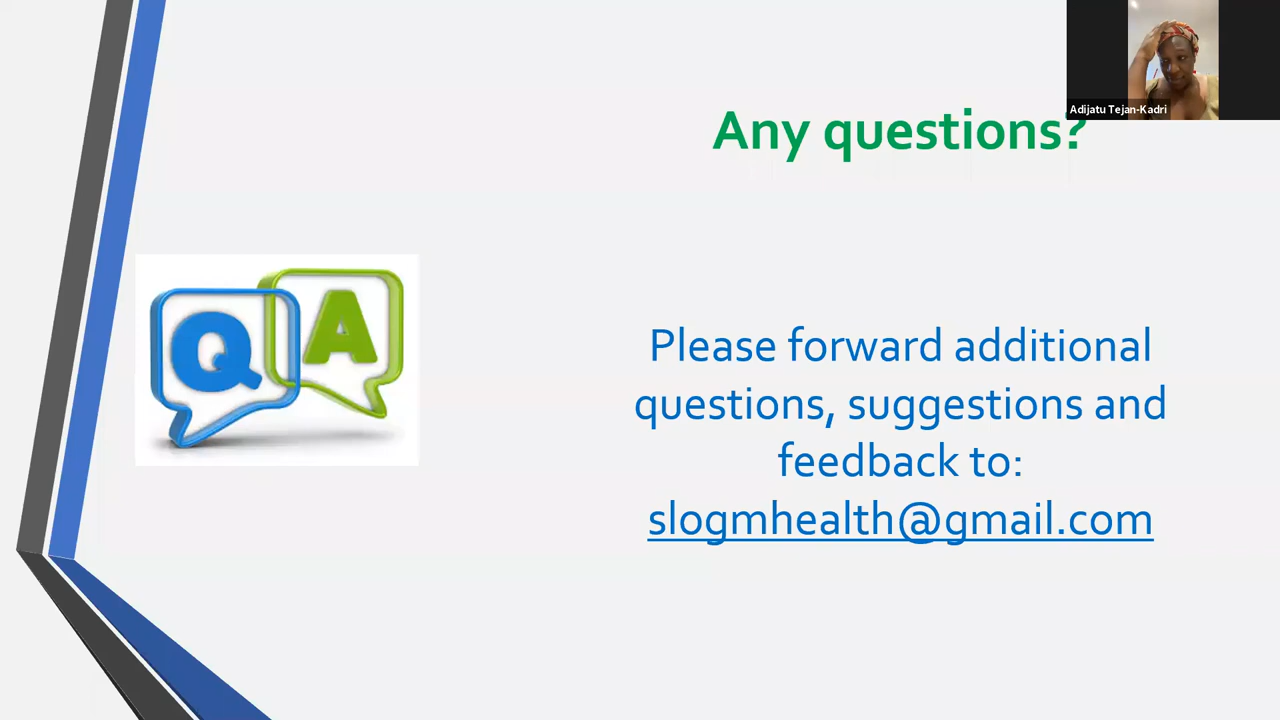 Adijatu Tejan-Kadri
Any questions?
Q A
Please forward additional
questions, suggestions and
feedback to:
slogmhealth@gmail.com